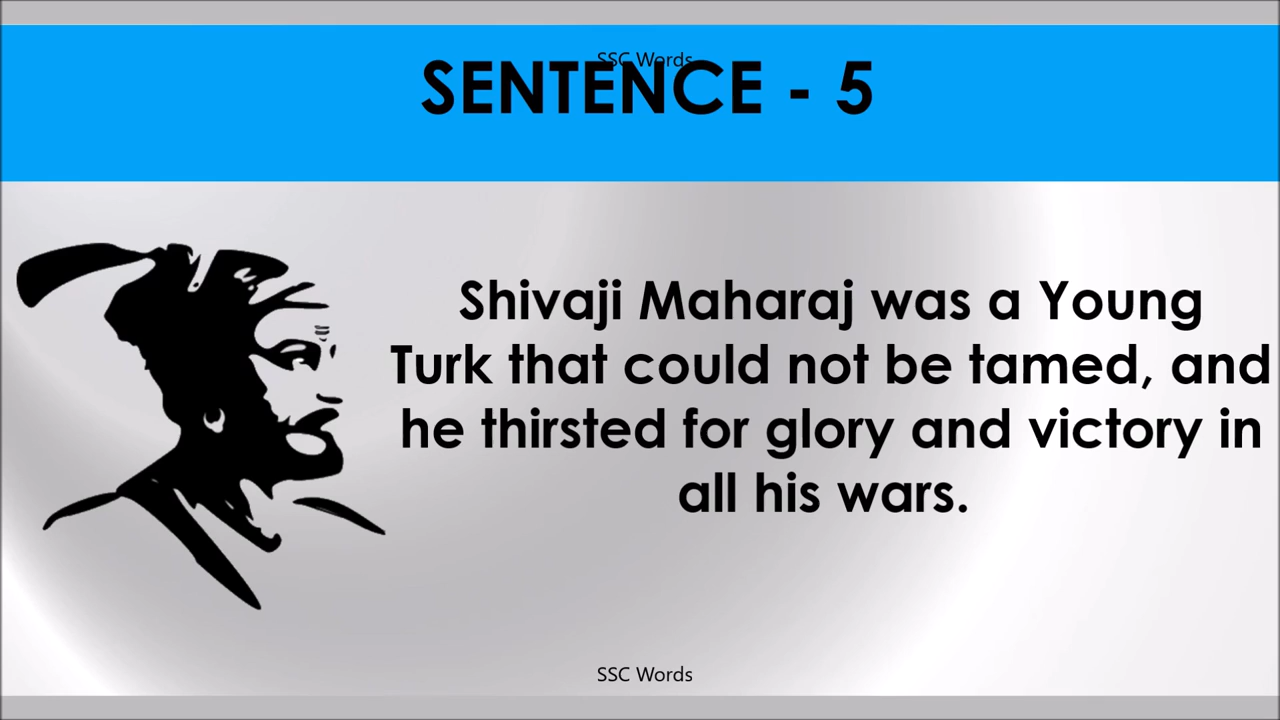 SSC Words
SENTENCE - 5
Shivaji Maharaj was a Young
Turk that could not be tamed, and
he thirsted for glory and victory in
all his wars.
SSC Words